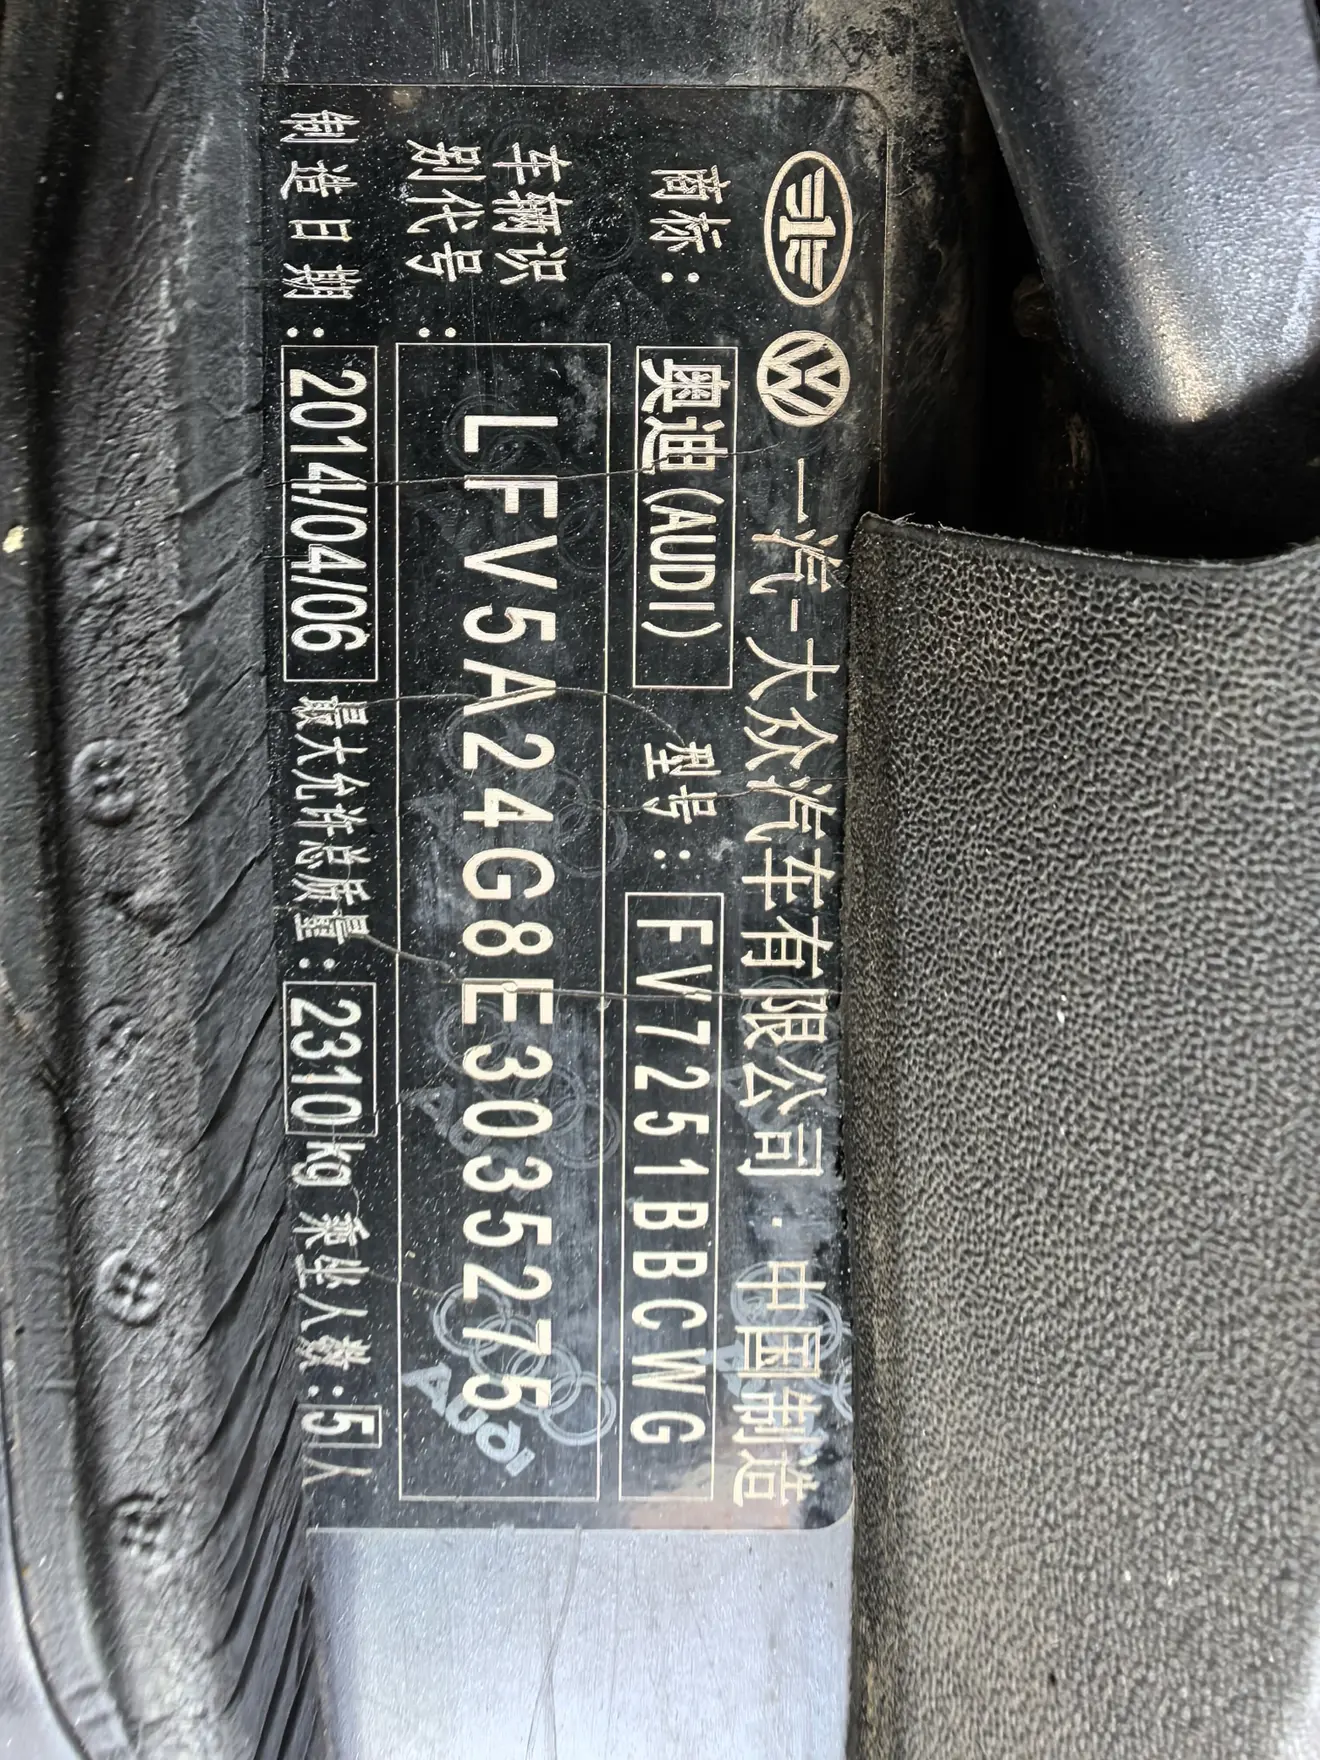 一汽-大众汽车有限公司·中国制造
商标：奥迪(AUDI) 型号：FV7251BBCWG
车辆识别代号：LFV5A24G8E3035275
制造日期：2014/04/06 最大允许总质量：2310kg 乘坐人数：5人
Audi